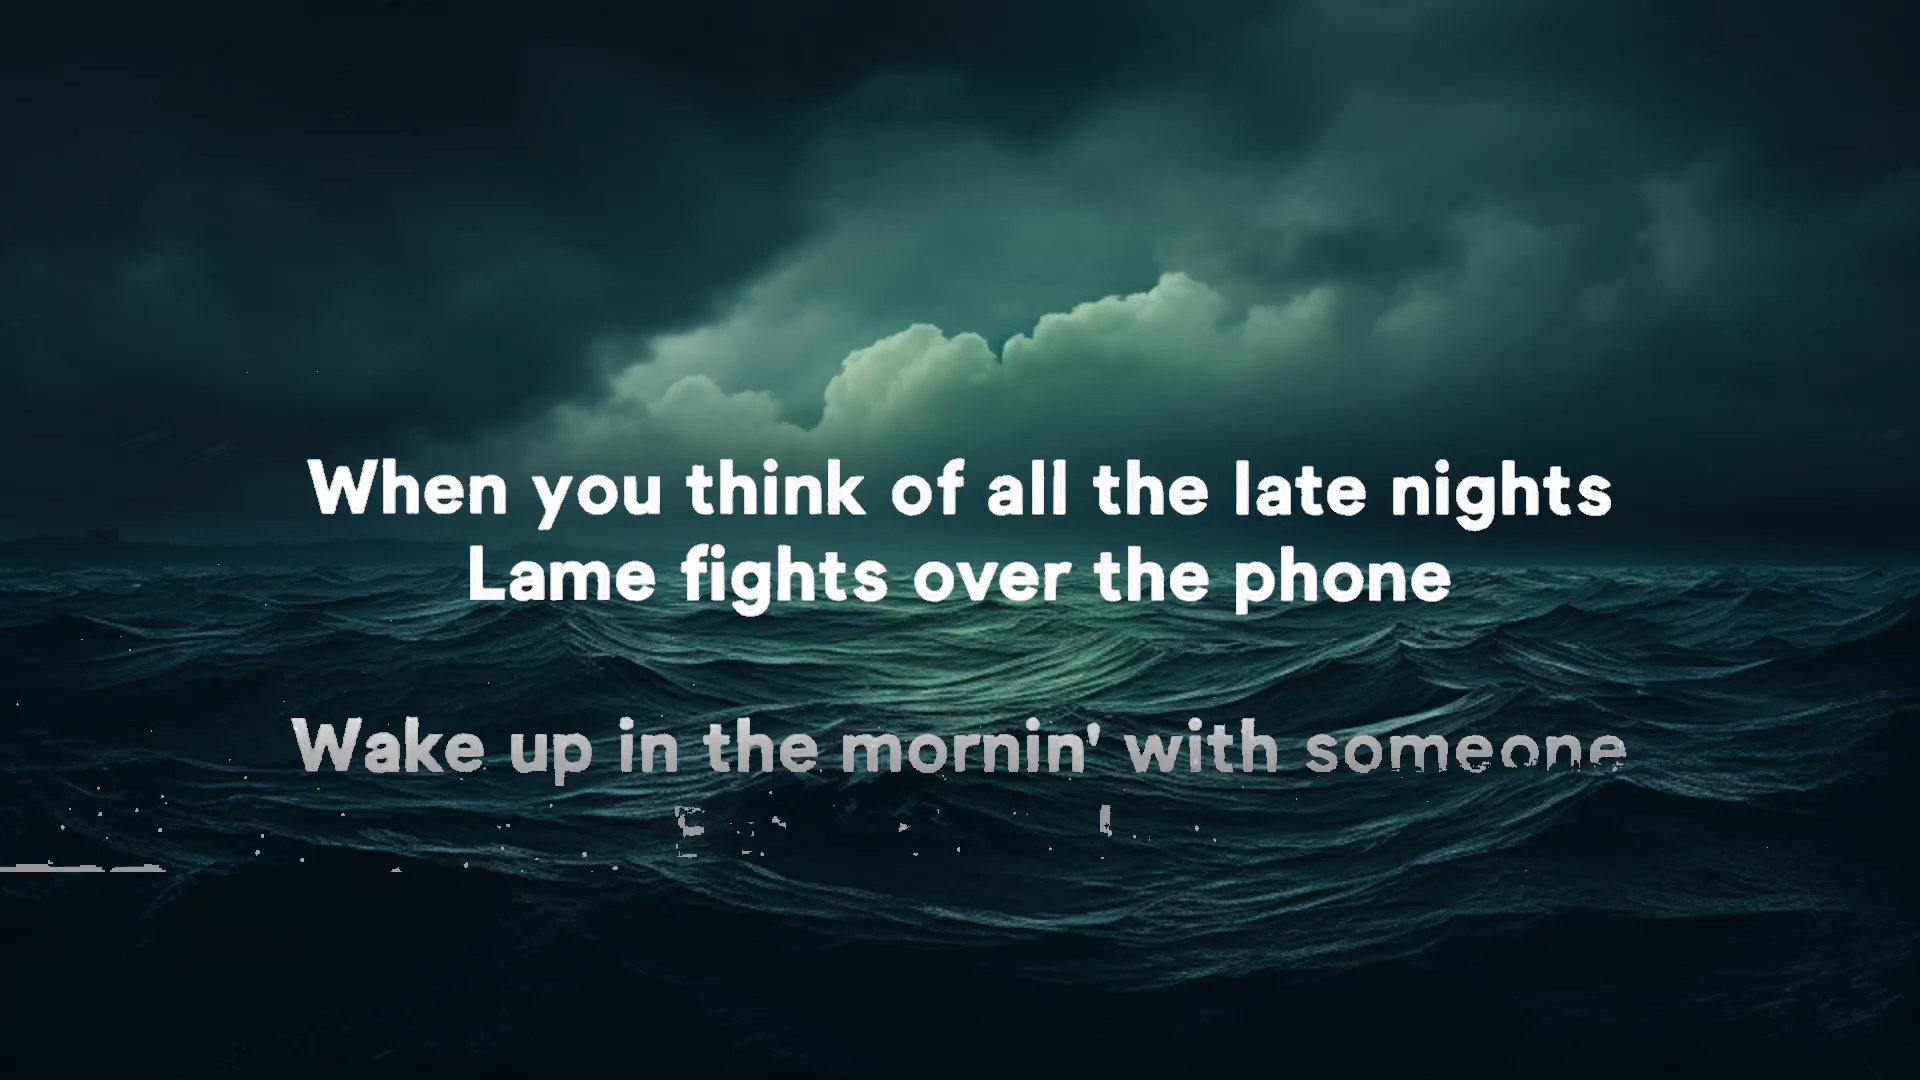 When you think of all the late nights
Lame fights over the phone
Wake up in the mornin' with someone